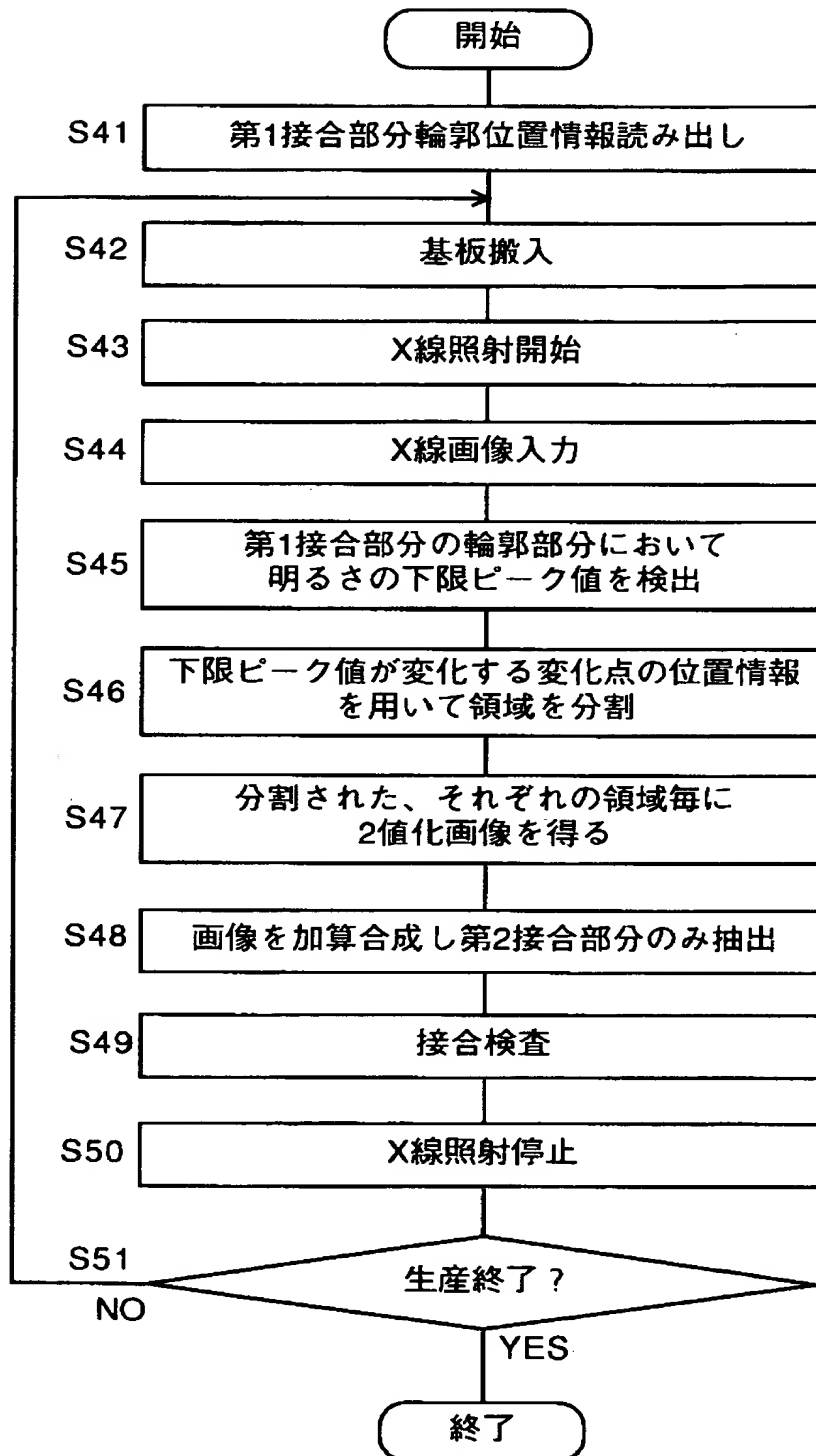 開始
S41
第1接合部分輪郭位置情報読み出し
S42
基板搬入
S43
X線照射開始
S44
X線画像入力
S45
第1接合部分の輪郭部分において
明るさの下限ピーク値を検出
S46
下限ピーク値が変化する変化点の位置情報
を用いて領域を分割
S47
分割された、それぞれの領域毎に
2値化画像を得る
S48
画像を加算合成し第2接合部分のみ抽出
S49
接合検査
S50
X線照射停止
S51
生産終了?
NO
YES
終了